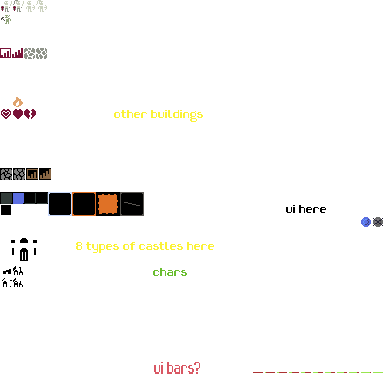 other buildings
ui here
6 types of castles here
chars
ui bars?